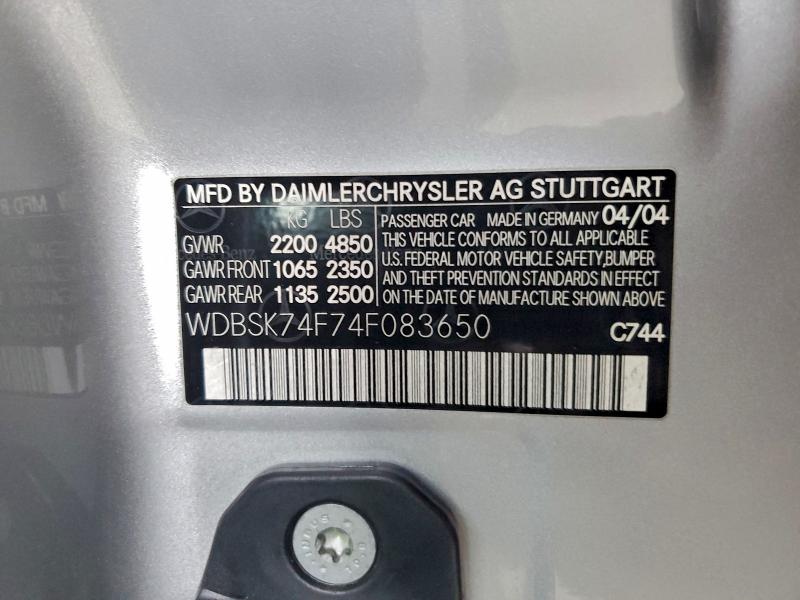 MFD BY DAIMLERCHRYSLER AG STUTTGART
KG LBS
GVWR 2200 4850
GAWR FRONT 1065 2350
GAWR REAR 1135 2500
PASSENGER CAR MADE IN GERMANY 04/04
THIS VEHICLE CONFORMS TO ALL APPLICABLE
U.S. FEDERAL MOTOR VEHICLE SAFETY,BUMPER
AND THEFT PREVENTION STANDARDS IN EFFECT
ON THE DATE OF MANUFACTURE SHOWN ABOVE
WDBSK74F74F083650
C744